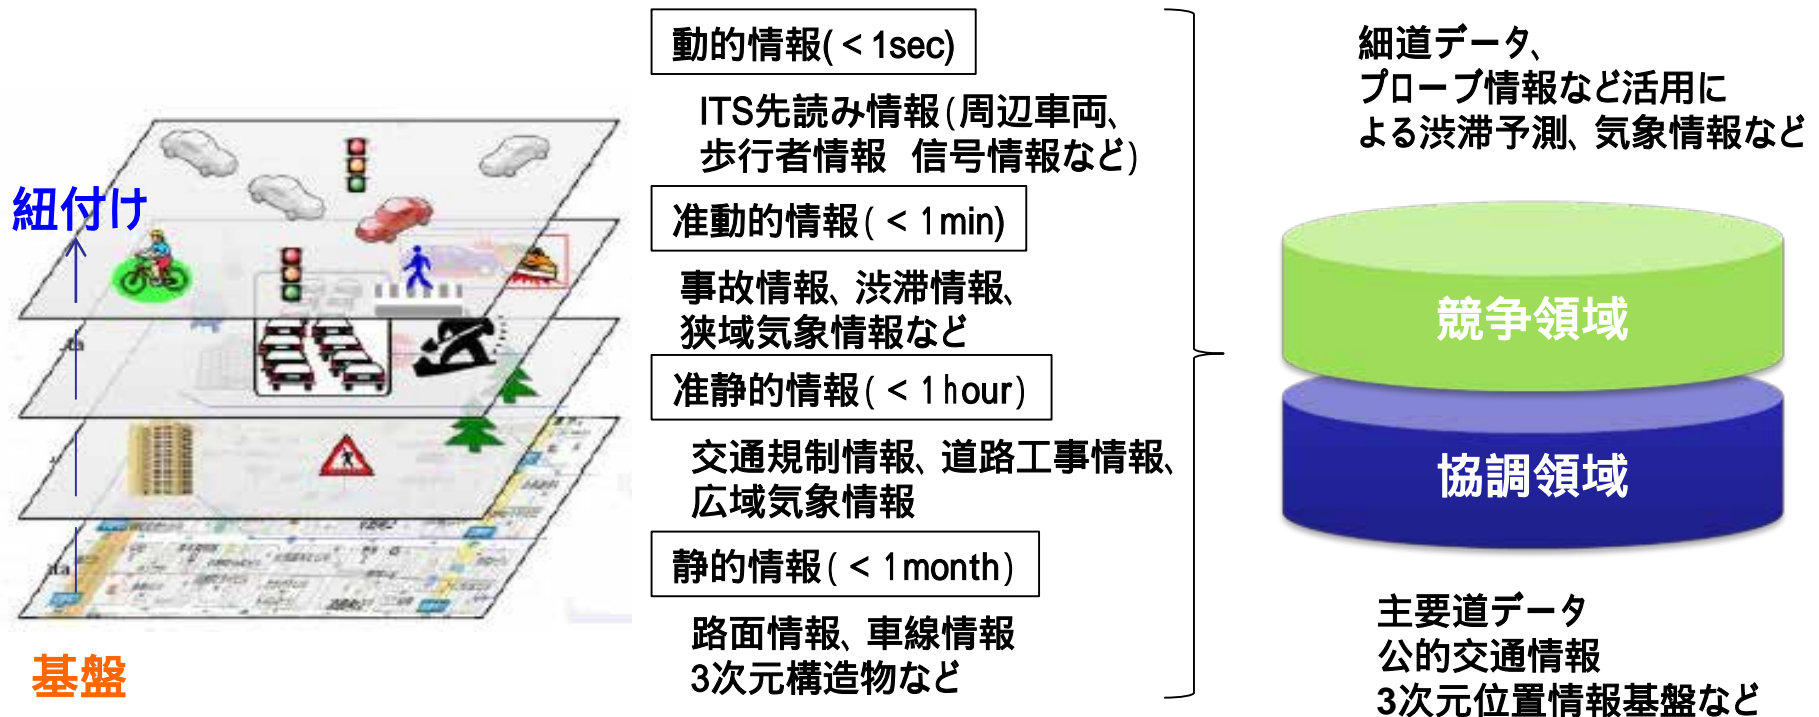 動的情報(<1sec)
ITS先読み情報(周辺車両、
歩行者情報 信号情報など)
准動的情報(<1min)
事故情報、渋滞情報、
狭域気象情報など
准静的情報(<1hour)
交通規制情報、道路工事情報、
広域気象情報
静的情報(<1month)
路面情報、車線情報
3次元構造物など
紐付け
基盤
細道データ、
プローブ情報など活用に
よる渋滞予測、気象情報など
競争領域
協調領域
主要道データ
公的交通情報
3次元位置情報基盤など